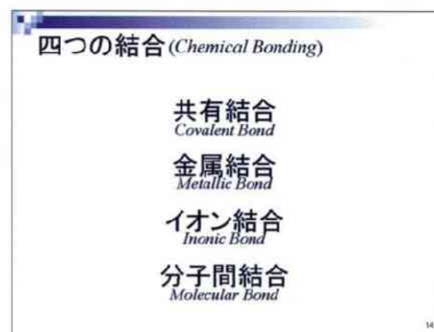 四つの結合(Chemical Bonding)
共有結合
Covalent Bond
金属結合
Metallic Bond
イオン結合
Inonic Bond
分子間結合
Molecular Bond
14